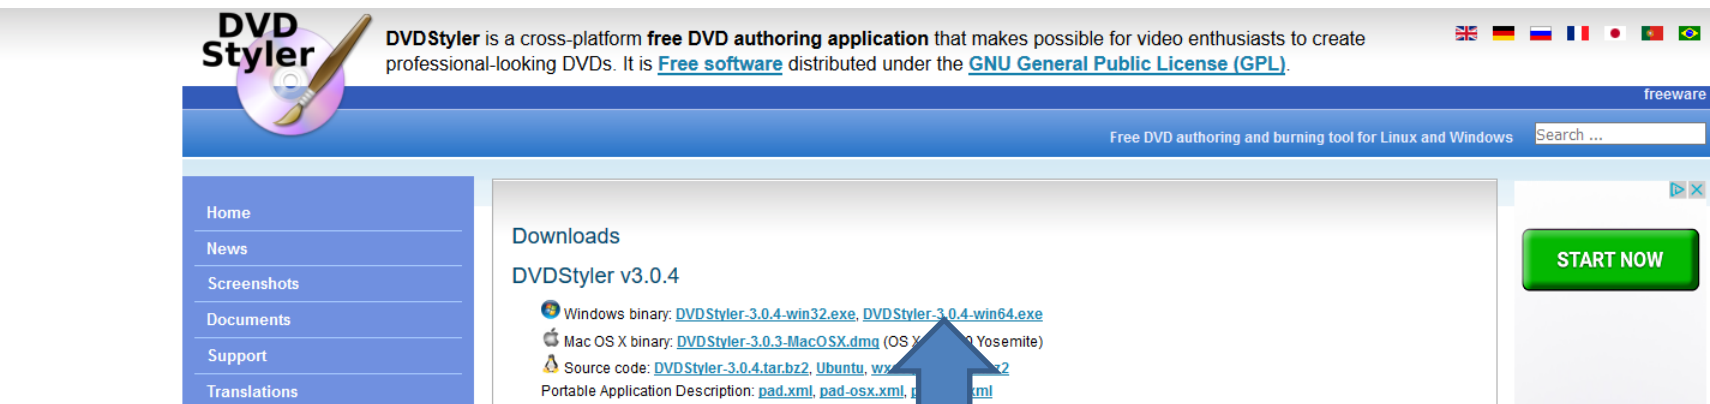 DVD
Styler
DVDStyler is a cross-platform free DVD authoring application that makes possible for video enthusiasts to create
professional-looking DVDs. It is Free software distributed under the GNU General Public License (GPL).
freeware
Free DVD authoring and burning tool for Linux and Windows
Search ...
Home
News
Screenshots
Documents
Support
Translations
Downloads
DVDStyler v3.0.4
Windows binary: DVDStyler-3.0.4-win32.exe, DVDStyler-3.0.4-win64.exe
Mac OS X binary: DVDStyler-3.0.3-MacOSX.dmg (OS Yosemite)
Source code: DVDStyler-3.0.4.tar.bz2, Ubuntu,
Portable Application Description: pad.xml, pad-osx.xml,
START NOW